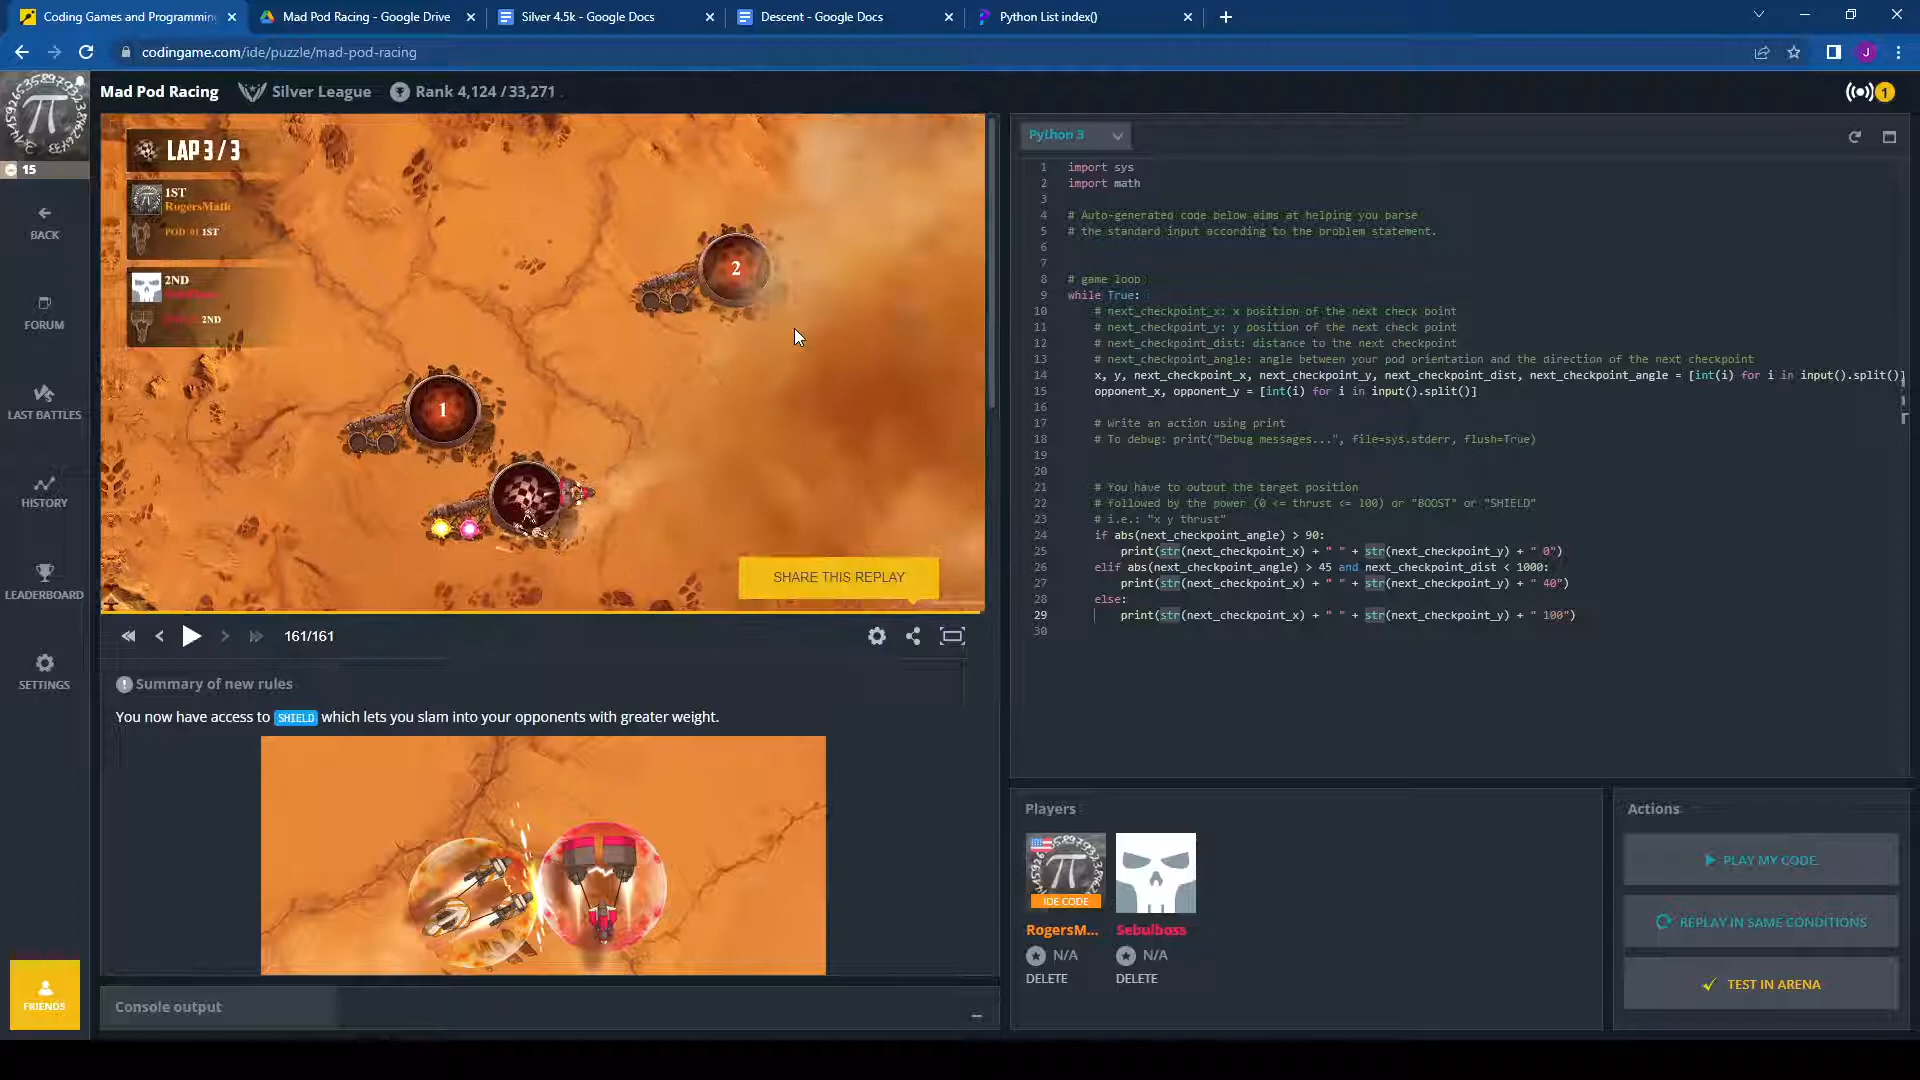 Coding Games and Programmin
Mad Pod Racing - Google Drive
Silver 4.5k - Google Docs
Descent - Google Docs
Python List index()
codingame.com/ide/puzzle/mad-pod-racing
J
Mad Pod Racing
Silver League
Rank 4,124 / 33,271
1
15
BACK
FORUM
LAST BATTLES
HISTORY
LEADERBOARD
SETTINGS
FRIENDS
LAP 3 / 3
1ST
RogersMath
POD 01 1ST
2ND
2ND
2
1
SHARE THIS REPLAY
161/161
Summary of new rules
You now have access to SHIELD which lets you slam into your opponents with greater weight.
Console output
Python 3
1 import sys
2 import math
3
4 # Auto-generated code below aims at helping you parse
5 # the standard input according to the problem statement.
6
7
8 # game loop
9 while True:
10 # next_checkpoint_x: x position of the next check point
11 # next_checkpoint_y: y position of the next check point
12 # next_checkpoint_dist: distance to the next checkpoint
13 # next_checkpoint_angle: angle between your pod orientation and the direction of the next checkpoint
14 x, y, next_checkpoint_x, next_checkpoint_y, next_checkpoint_dist, next_checkpoint_angle = [int(i) for i in input().split()]
15 opponent_x, opponent_y = [int(i) for i in input().split()]
16
17 # Write an action using print
18 # To debug: print("Debug messages...", file=sys.stderr, flush=True)
19
20
21 # You have to output the target position
22 # followed by the power (0 <= thrust <= 100) or "BOOST" or "SHIELD"
23 # i.e.: "x y thrust"
24 if abs(next_checkpoint_angle) > 90:
25 print(str(next_checkpoint_x) + " " + str(next_checkpoint_y) + " 0")
26 elif abs(next_checkpoint_angle) > 45 and next_checkpoint_dist < 1000:
27 print(str(next_checkpoint_x) + " " + str(next_checkpoint_y) + " 40")
28 else:
29 print(str(next_checkpoint_x) + " " + str(next_checkpoint_y) + " 100")
30
Players
IDE CODE
RogersM...
N/A
DELETE
Sebulboss
N/A
DELETE
Actions
PLAY MY CODE
REPLAY IN SAME CONDITIONS
TEST IN ARENA